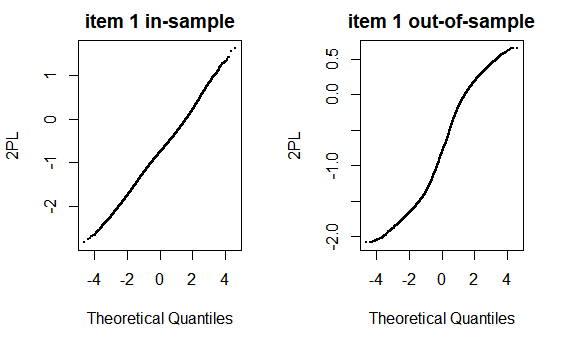 item 1 in-sample
2PL
1
0
-1
-2
-4 -2 0 2 4
Theoretical Quantiles
item 1 out-of-sample
2PL
0.5
0.0
-1.0
-2.0
-4 -2 0 2 4
Theoretical Quantiles